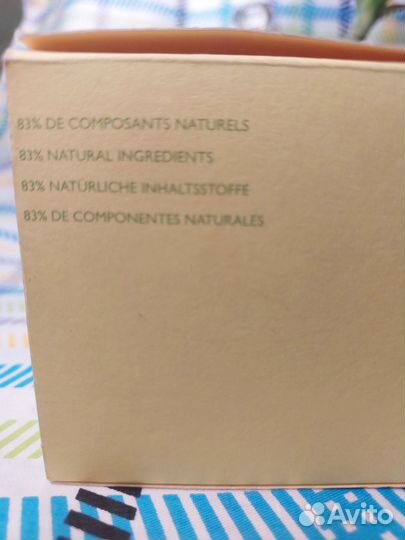 83% DE COMPOSANTS NATURELS
83% NATURAL INGREDIENTS
83% NATÜRLICHE INHALTSSTOFFE
83% DE COMPONENTES NATURALES
Avito